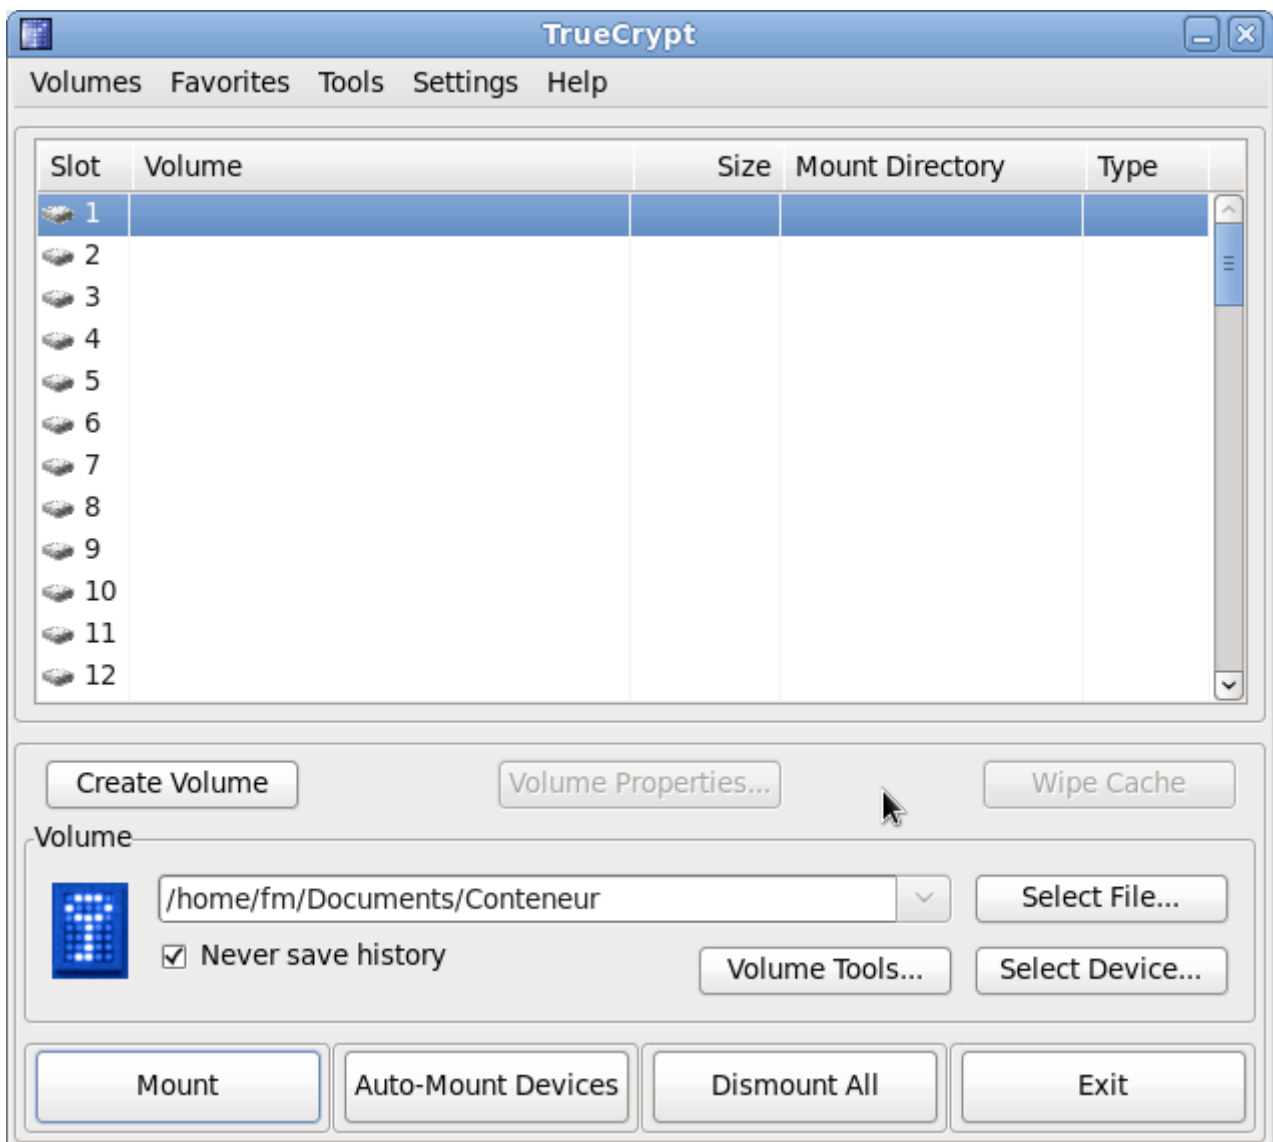 TrueCrypt
Volumes Favorites Tools Settings Help
Slot Volume Size Mount Directory Type
1
2
3
4
5
6
7
8
9
10
11
12
Create Volume Volume Properties... Wipe Cache
Volume
/home/fm/Documents/Conteneur Select File...
Never save history
Volume Tools... Select Device...
Mount Auto-Mount Devices Dismount All Exit